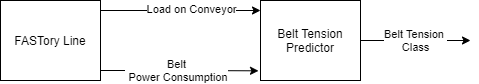 FASTory Line
Load on Conveyor
Belt
Power Consumption
Belt Tension
Predictor
Belt Tension
Class